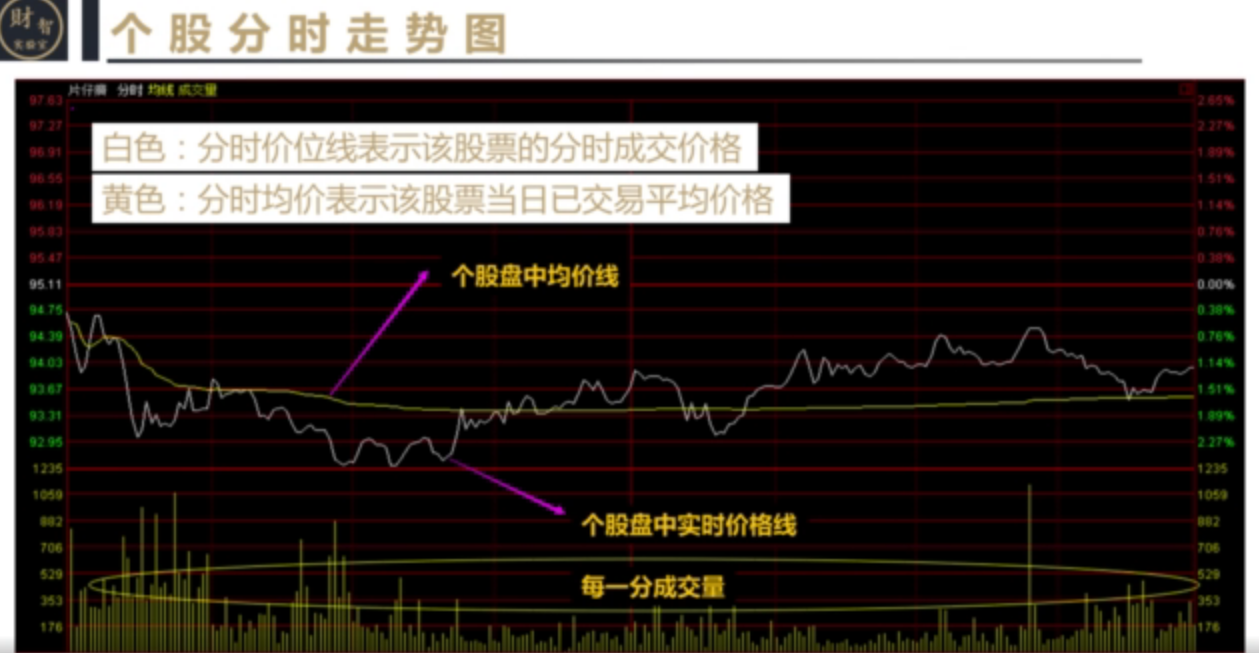 财智
实验室
个股分时走势图
片仔癀 分时 均线 成交量
97.63 2.65%
97.27 2.27%
白色：分时价位线表示该股票的分时成交价格
96.91 1.89%
96.55 1.51%
黄色：分时均价表示该股票当日已交易平均价格
96.19 1.14%
95.83 0.76%
95.47 0.38%
个股盘中均价线
95.11 0.00%
94.75 0.38%
94.39 0.76%
94.03 1.14%
93.67 1.51%
93.31 1.89%
92.95 2.27%
1235 1235
1059 1059
882 882
个股盘中实时价格线
706 706
529 529
每一分成交量
353 353
176 176